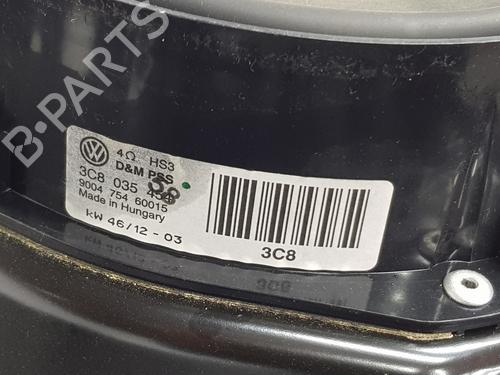 B-PARTS
4Ω HS3
D&M PSS
3C8 035
9004 754 60015
Made in Hungary
KW 46/12 - 03
3C8